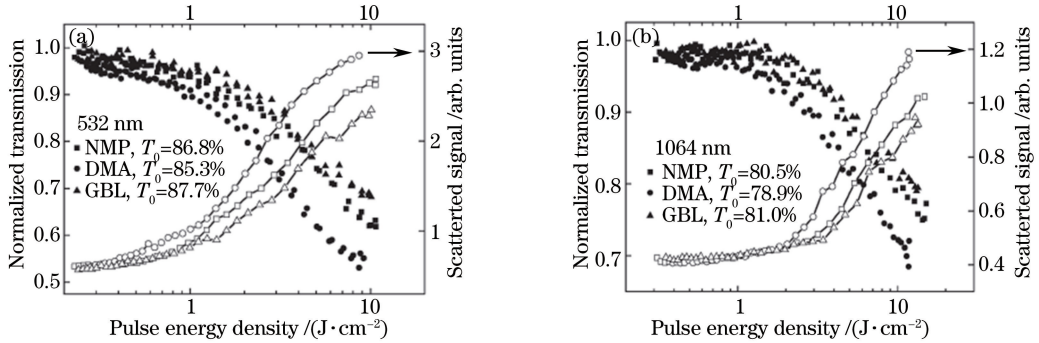 1 10
(a)
1.0
0.9
0.8
0.7
0.6
0.5
Normalized transmission
532 nm
NMP, T0=86.8%
DMA, T0=85.3%
GBL, T0=87.7%
3
2
1
Scatterted signal /arb. units
1 10
Pulse energy density /(J·cm−2)
1 10
(b)
1.0
0.9
0.8
0.7
Normalized transmission
1064 nm
NMP, T0=80.5%
DMA, T0=78.9%
GBL, T0=81.0%
1.2
1.0
0.8
0.6
0.4
Scatterted signal /arb. units
1 10
Pulse energy density /(J·cm−2)